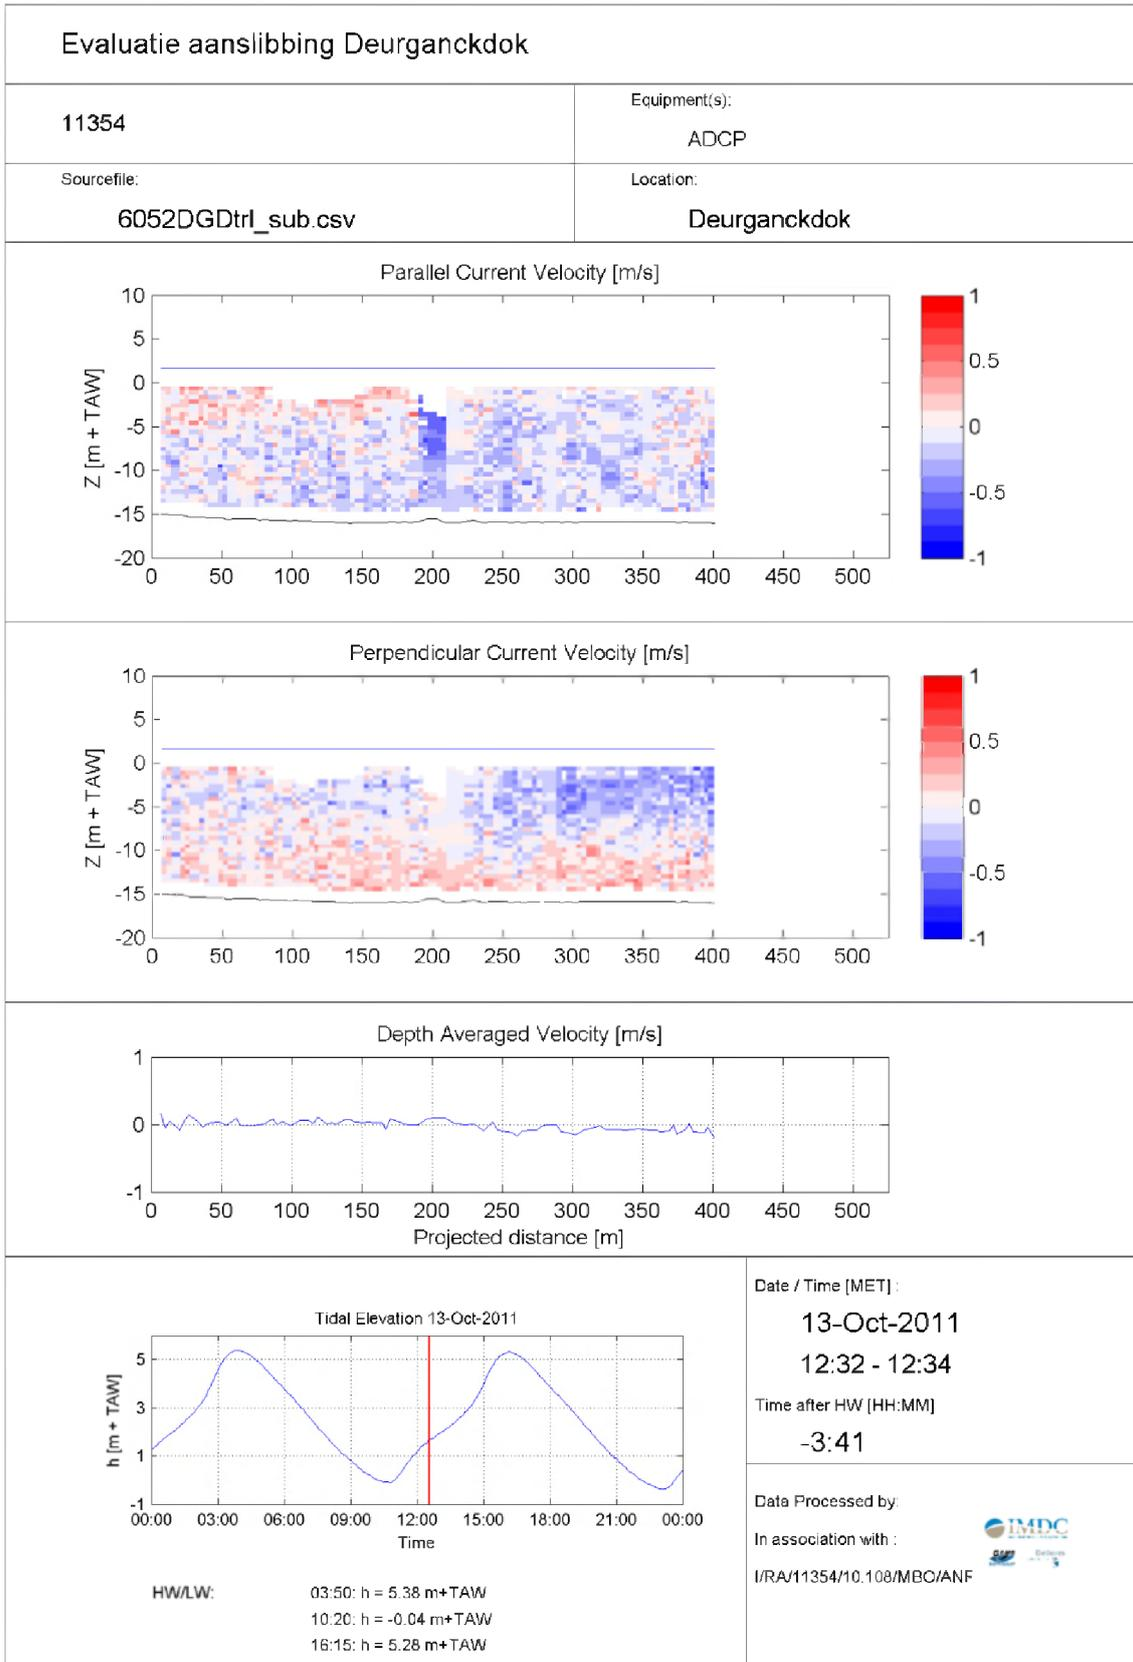 Evaluatie aanslibbing Deurganckdok
11354
Equipment(s):
ADCP
Sourcefile:
6052DGDtrl_sub.csv
Location:
Deurganckdok
Parallel Current Velocity [m/s]
Z [m + TAW]
10
5
0
-5
-10
-15
-20
0 50 100 150 200 250 300 350 400 450 500
1
0.5
0
-0.5
-1
Perpendicular Current Velocity [m/s]
Z [m + TAW]
10
5
0
-5
-10
-15
-20
0 50 100 150 200 250 300 350 400 450 500
1
0.5
0
-0.5
-1
Depth Averaged Velocity [m/s]
1
0
-1
0 50 100 150 200 250 300 350 400 450 500
Projected distance [m]
Tidal Elevation 13-Oct-2011
h [m + TAW]
5
3
1
-1
00:00 03:00 06:00 09:00 12:00 15:00 18:00 21:00 00:00
Time
HW/LW:
03:50: h = 5.38 m+TAW
10:20: h = -0.04 m+TAW
16:15: h = 5.28 m+TAW
Date / Time [MET] :
13-Oct-2011
12:32 - 12:34
Time after HW [HH:MM]
-3:41
Data Processed by:
IMDC
In association with :
I/RA/11354/10.108/MBO/ANF